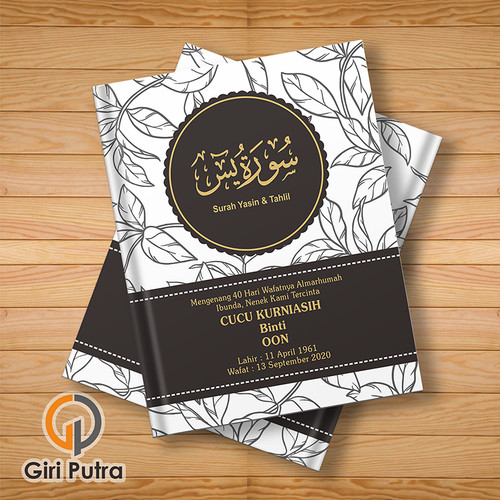 سُورَةُ يٰسٓ
Surah Yasin & Tahlil
Mengenang 40 Hari Wafatnya Almarhumah
Ibunda, Nenek Kami Tercinta
CUCU KURNIASIH
Binti
OON
Lahir : 11 April 1961
Wafat : 13 September 2020
Giri Putra